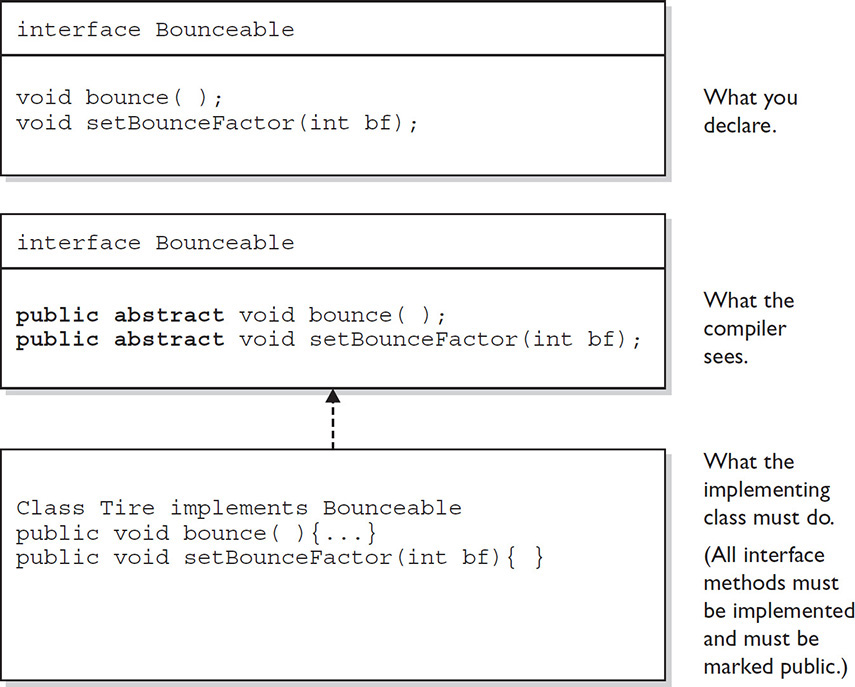 interface Bounceable
void bounce( );
void setBounceFactor(int bf);
What you
declare.
interface Bounceable
public abstract void bounce( );
public abstract void setBounceFactor(int bf);
What the
compiler
sees.
Class Tire implements Bounceable
public void bounce( ){...}
public void setBounceFactor(int bf){ }
What the
implementing
class must do.
(All interface
methods must
be implemented
and must be
marked public.)